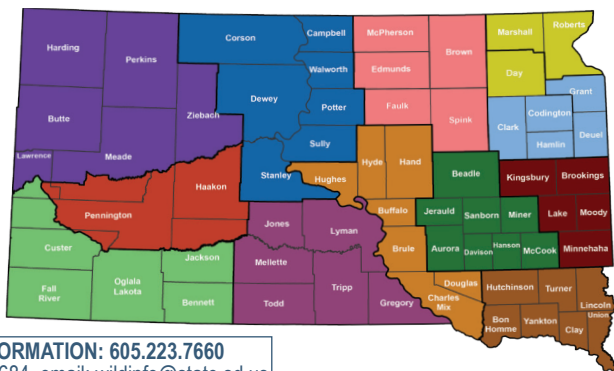 Harding
Perkins
Corson
Campbell
McPherson
Brown
Marshall
Roberts
Walworth
Edmunds
Day
Dewey
Potter
Faulk
Spink
Grant
Codington
Clark
Hamlin
Deuel
Butte
Ziebach
Sully
Lawrence
Meade
Stanley
Hughes
Hyde
Hand
Beadle
Kingsbury
Brookings
Haakon
Pennington
Buffalo
Jerauld
Sanborn
Miner
Lake
Moody
Jones
Lyman
Brule
Aurora
Davison
Hanson
McCook
Minnehaha
Custer
Jackson
Mellette
Tripp
Gregory
Douglas
Charles
Mix
Hutchinson
Turner
Lincoln
Union
Fall
River
Oglala
Lakota
Bennett
Todd
Bon
Homme
Yankton
Clay
ORMATION: 605.223.7660